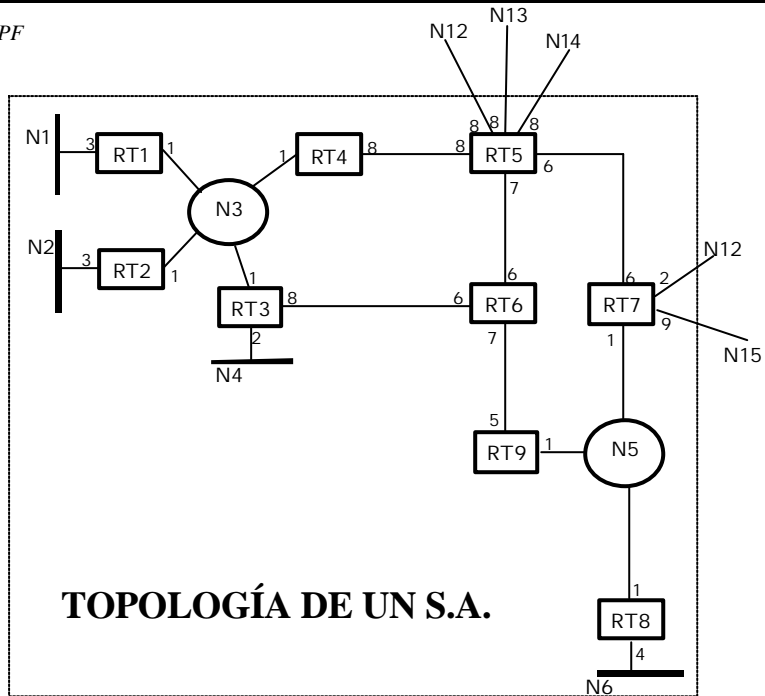 PF
N13
N12
N14
N1
3
RT1
1
1
RT4
8
8
8
8
8
RT5
6
7
N3
N2
3
RT2
1
1
RT3
8
2
N4
6
6
RT6
7
N12
6
2
RT7
9
1
N15
5
RT9
1
N5
TOPOLOGÍA DE UN S.A.
1
RT8
4
N6